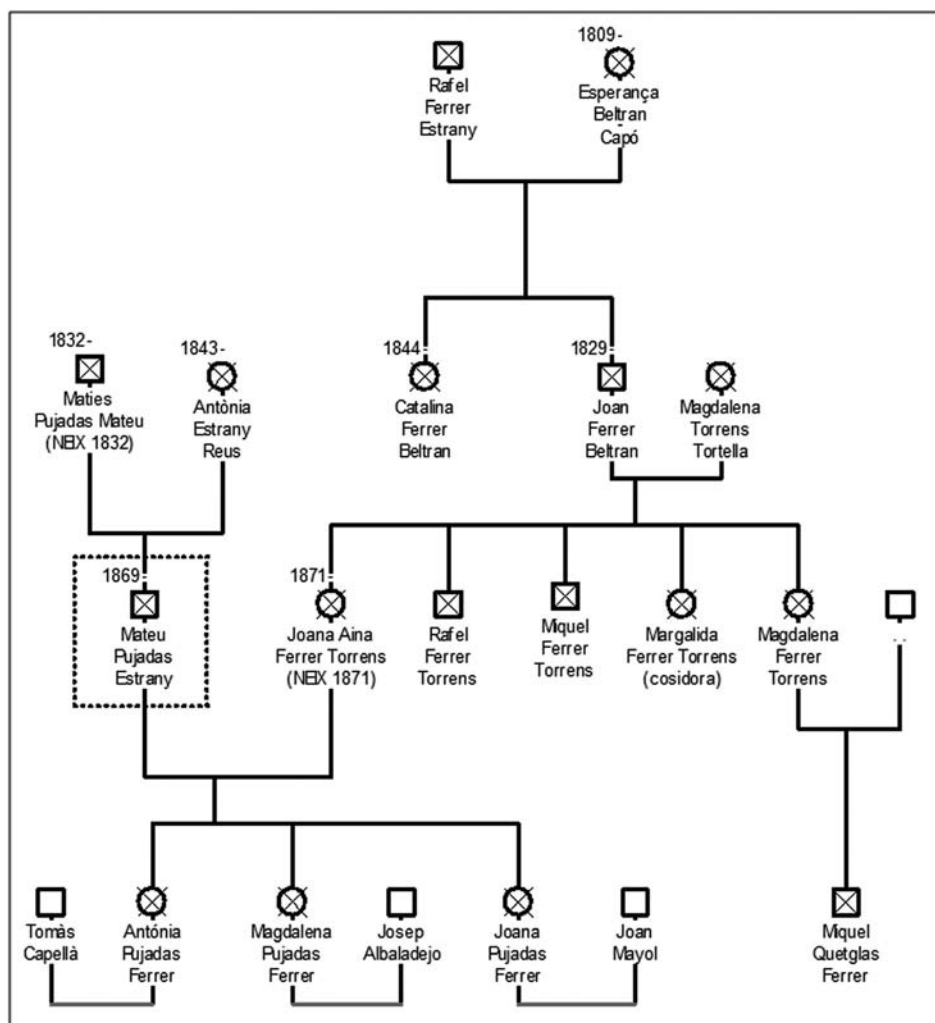 1809-
Rafel
Ferrer
Estrany
Esperança
Beltran
-
Capó
1832-
Maties
Pujadas Mateu
(NEIX 1832)
1843-
Antònia
Estrany
Reus
1844-
Catalina
Ferrer
Beltran
1829-
Joan
Ferrer
Beltran
Magdalena
Torrens
Tortella
1869-
Mateu
Pujadas
Estrany
1871-
Joana Aina
Ferrer Torrens
(NEIX 1871)
Rafel
Ferrer
Torrens
Miquel
Ferrer
Torrens
Margalida
Ferrer Torrens
(cosidora)
Magdalena
Ferrer
Torrens
. .
Tomàs
Capellà
Antónia
Pujadas
Ferrer
Magdalena
Pujadas
Ferrer
Josep
Albaladejo
Joana
Pujadas
Ferrer
Joan
Mayol
Miquel
Quetglas
Ferrer